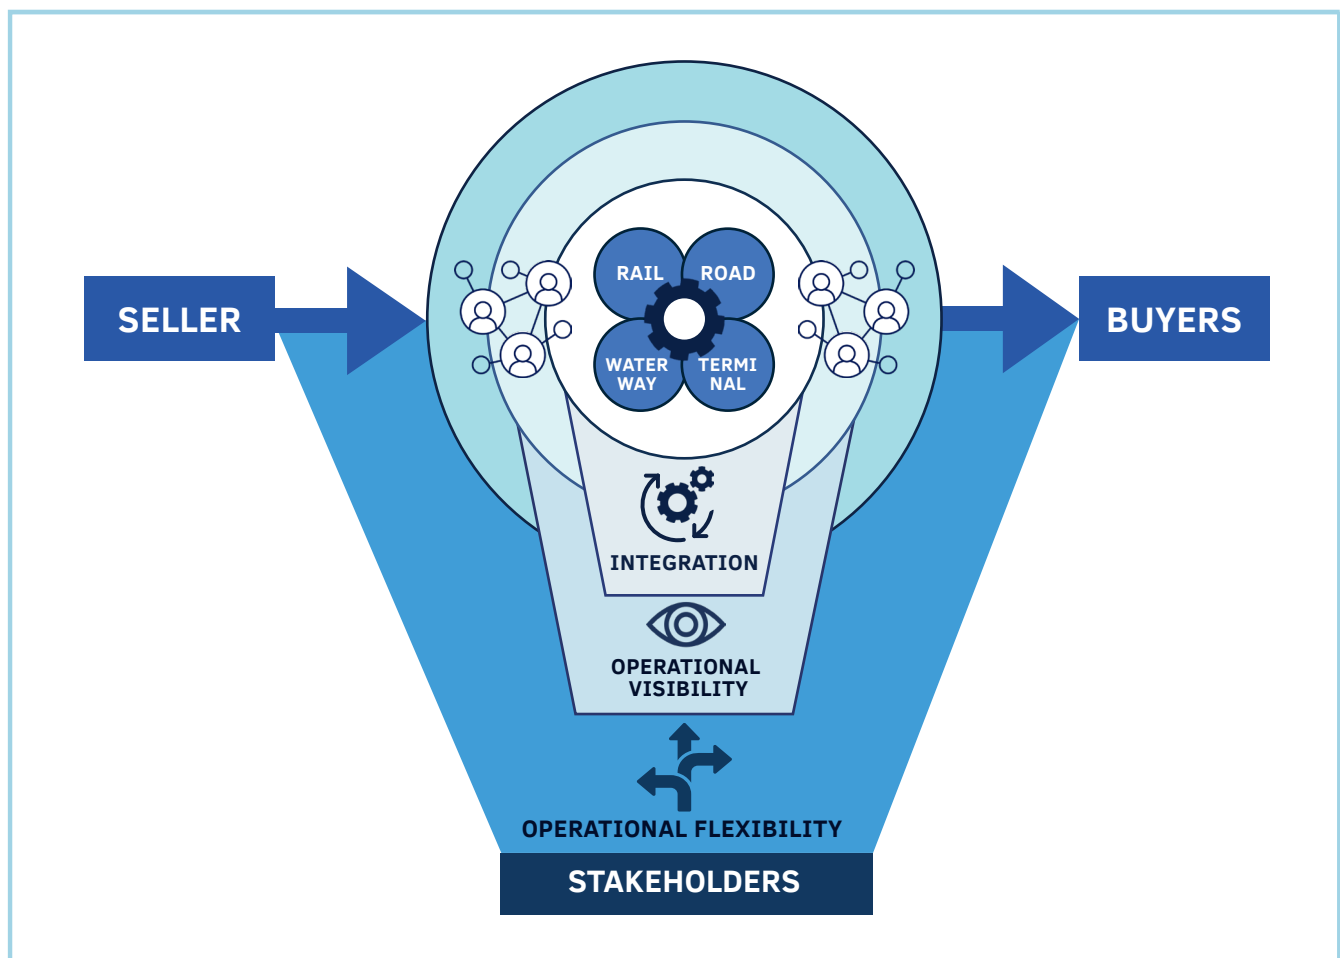 RAIL
ROAD
SELLER
BUYERS
WATER
WAY
TERMI
NAL
INTEGRATION
OPERATIONAL
VISIBILITY
OPERATIONAL FLEXIBILITY
STAKEHOLDERS